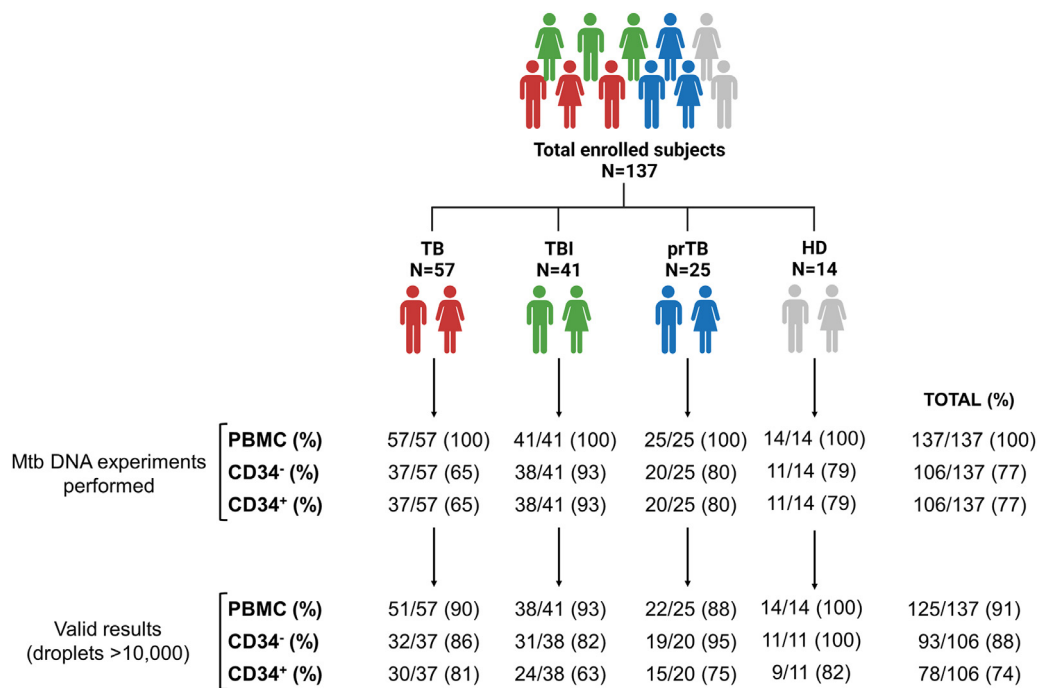 Total enrolled subjects
N=137
TB TBI prTB HD
N=57 N=41 N=25 N=14
TOTAL (%)
Mtb DNA experiments performed
PBMC (%) 57/57 (100) 41/41 (100) 25/25 (100) 14/14 (100) 137/137 (100)
CD34⁻ (%) 37/57 (65) 38/41 (93) 20/25 (80) 11/14 (79) 106/137 (77)
CD34⁺ (%) 37/57 (65) 38/41 (93) 20/25 (80) 11/14 (79) 106/137 (77)
Valid results
(droplets >10,000)
PBMC (%) 51/57 (90) 38/41 (93) 22/25 (88) 14/14 (100) 125/137 (91)
CD34⁻ (%) 32/37 (86) 31/38 (82) 19/20 (95) 11/11 (100) 93/106 (88)
CD34⁺ (%) 30/37 (81) 24/38 (63) 15/20 (75) 9/11 (82) 78/106 (74)